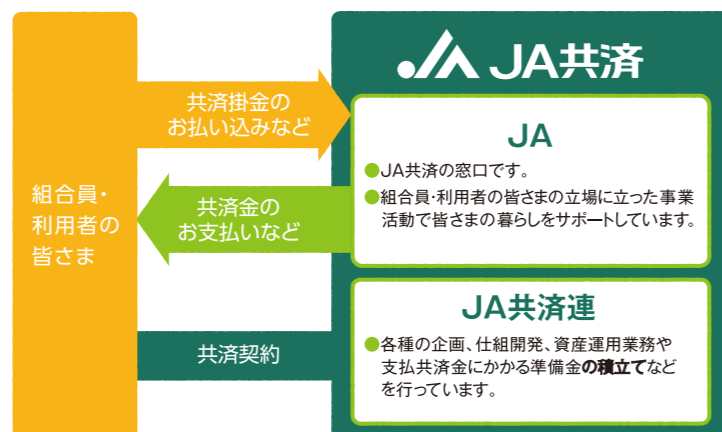 組合員・
利用者の
皆さま
共済掛金の
お払い込みなど
共済金の
お支払いなど
共済契約
JA共済
JA
●JA共済の窓口です。
●組合員・利用者の皆さまの立場に立った事業
活動で皆さまの暮らしをサポートしています。
JA共済連
●各種の企画、仕組開発、資産運用業務や
支払共済金にかかる準備金の積立てなど
を行っています。